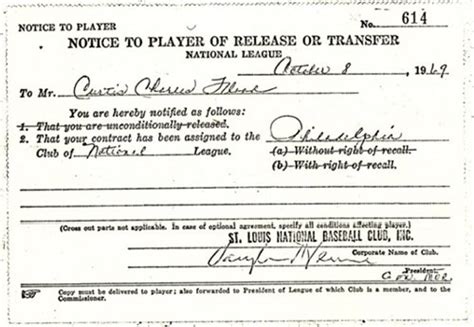 NOTICE TO PLAYER No. 614
NOTICE TO PLAYER OF RELEASE OR TRANSFER
NATIONAL LEAGUE
October 8, 1969
To Mr. Curtis Charles Flood
You are hereby notified as follows:
1. That you are unconditionally released.
2. That your contract has been assigned to the Philadelphia
Club of National League. (a) Without right of recall.
(b) With right of recall.
(Cross out parts not applicable. In case of optional agreement, specify all conditions affecting player.)
ST. LOUIS NATIONAL BASEBALL CLUB, INC.
Corporate Name of Club.
President
Copy must be delivered to player; also forwarded to President of League of which Club is a member, and to the
Commissioner.